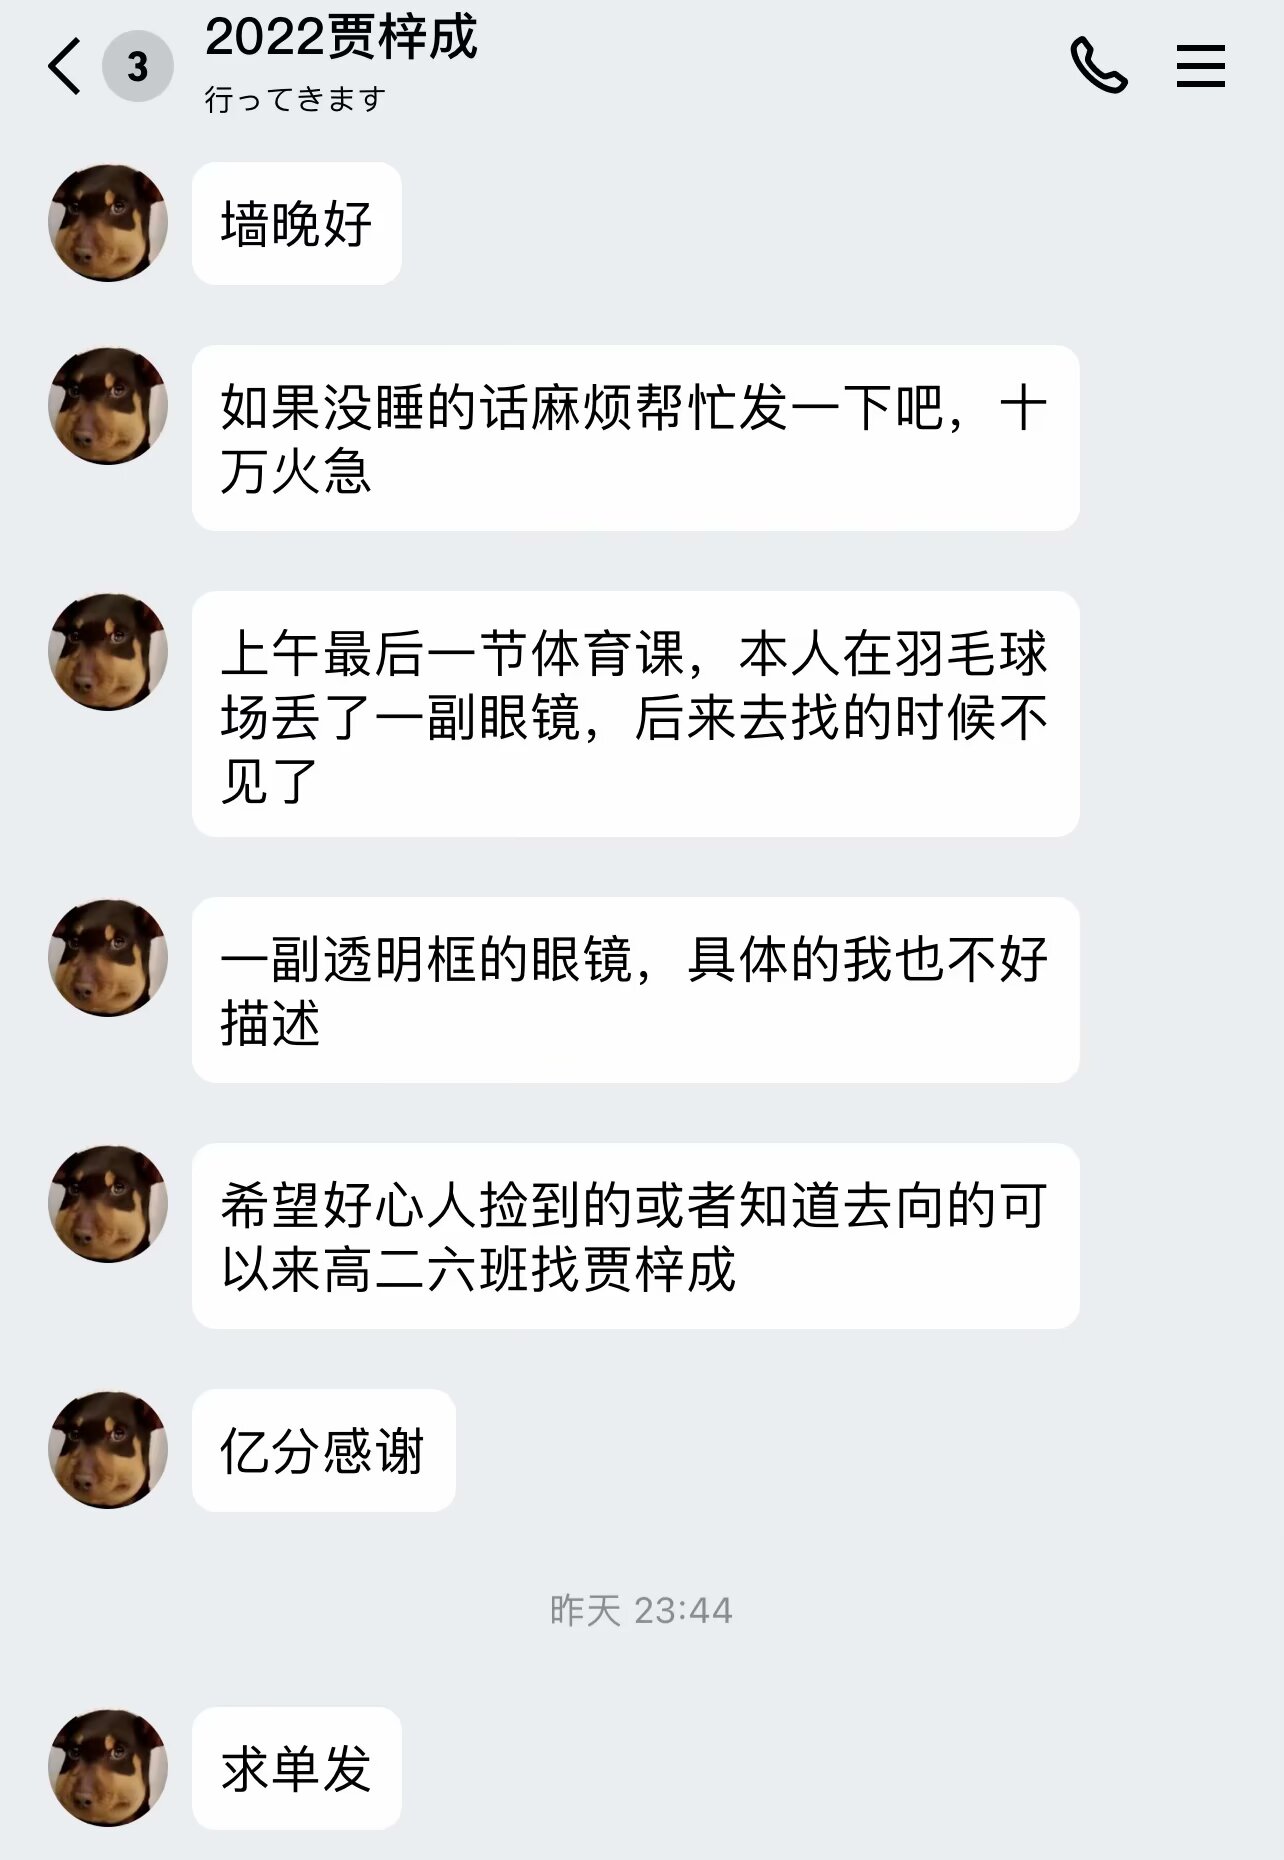 3
2022贾梓成
行ってきます
墙晚好
如果没睡的话麻烦帮忙发一下吧，十
万火急
上午最后一节体育课，本人在羽毛球
场丢了一副眼镜，后来去找的时候不
见了
一副透明框的眼镜，具体的我也不好
描述
希望好心人捡到的或者知道去向的可
以来高二六班找贾梓成
亿分感谢
昨天 23:44
求单发